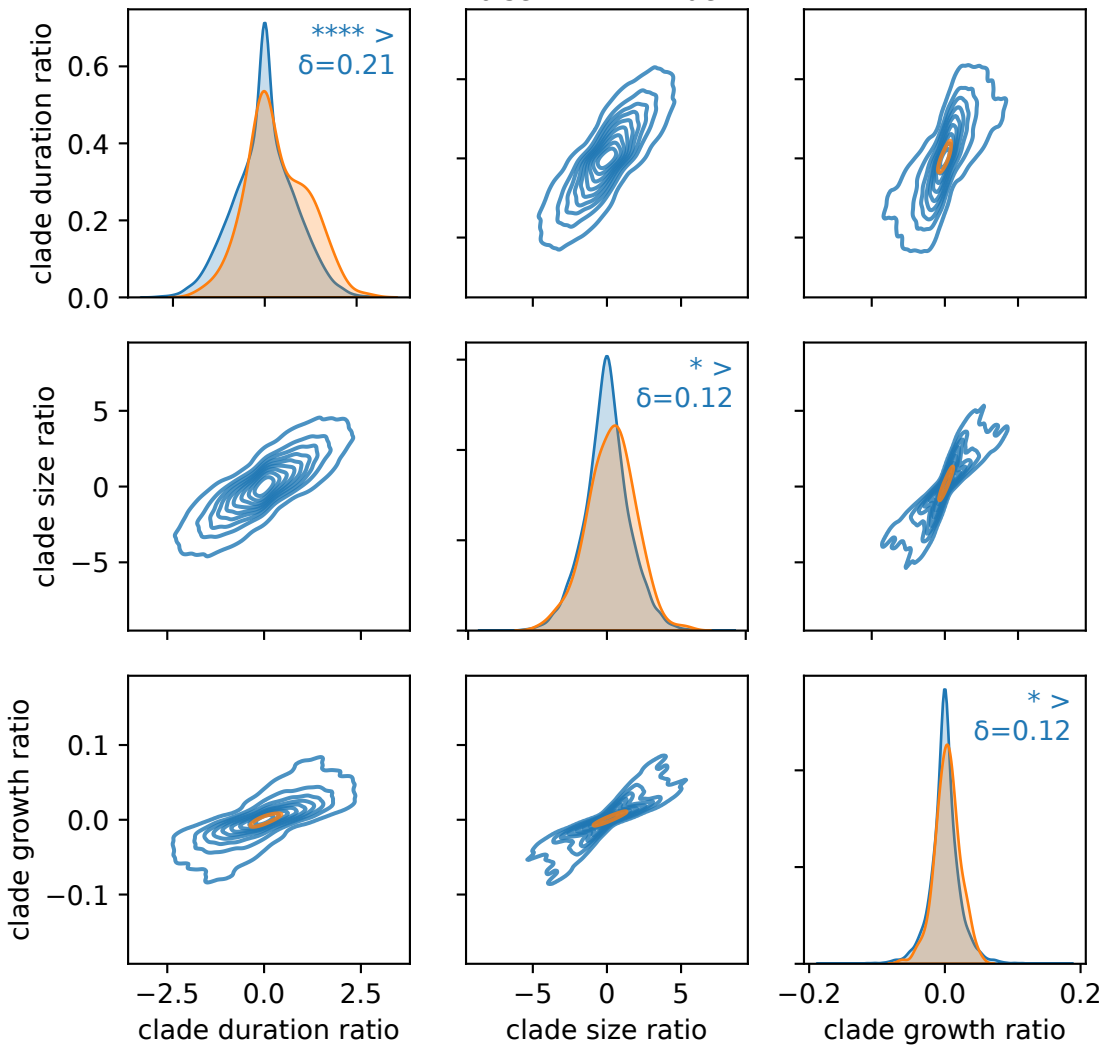 clade duration ratio
0.6
0.4
0.2
0.0
**** >
δ=0.21
clade size ratio
5
0
−5
* >
δ=0.12
clade growth ratio
0.1
0.0
−0.1
* >
δ=0.12
−2.5 0.0 2.5
−5 0 5
−0.2 0.0 0.2
clade duration ratio
clade size ratio
clade growth ratio